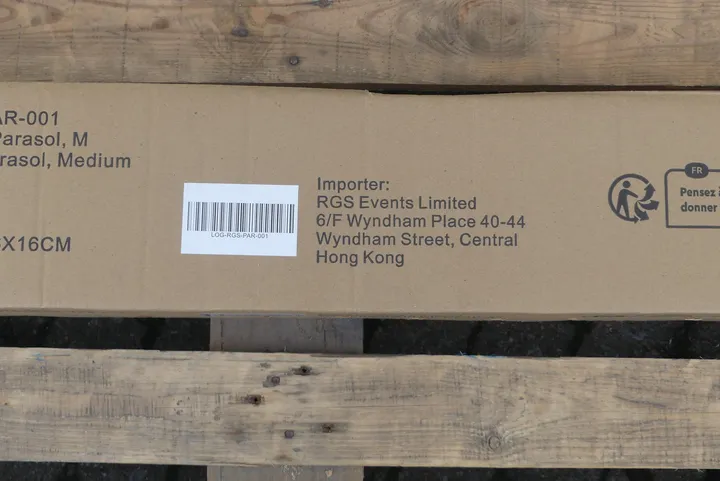 AR-001
Parasol, M
rasol, Medium
X16CM
LOG-RGS-PAR-001
Importer:
RGS Events Limited
6/F Wyndham Place 40-44
Wyndham Street, Central
Hong Kong
FR
Pensez à
donner